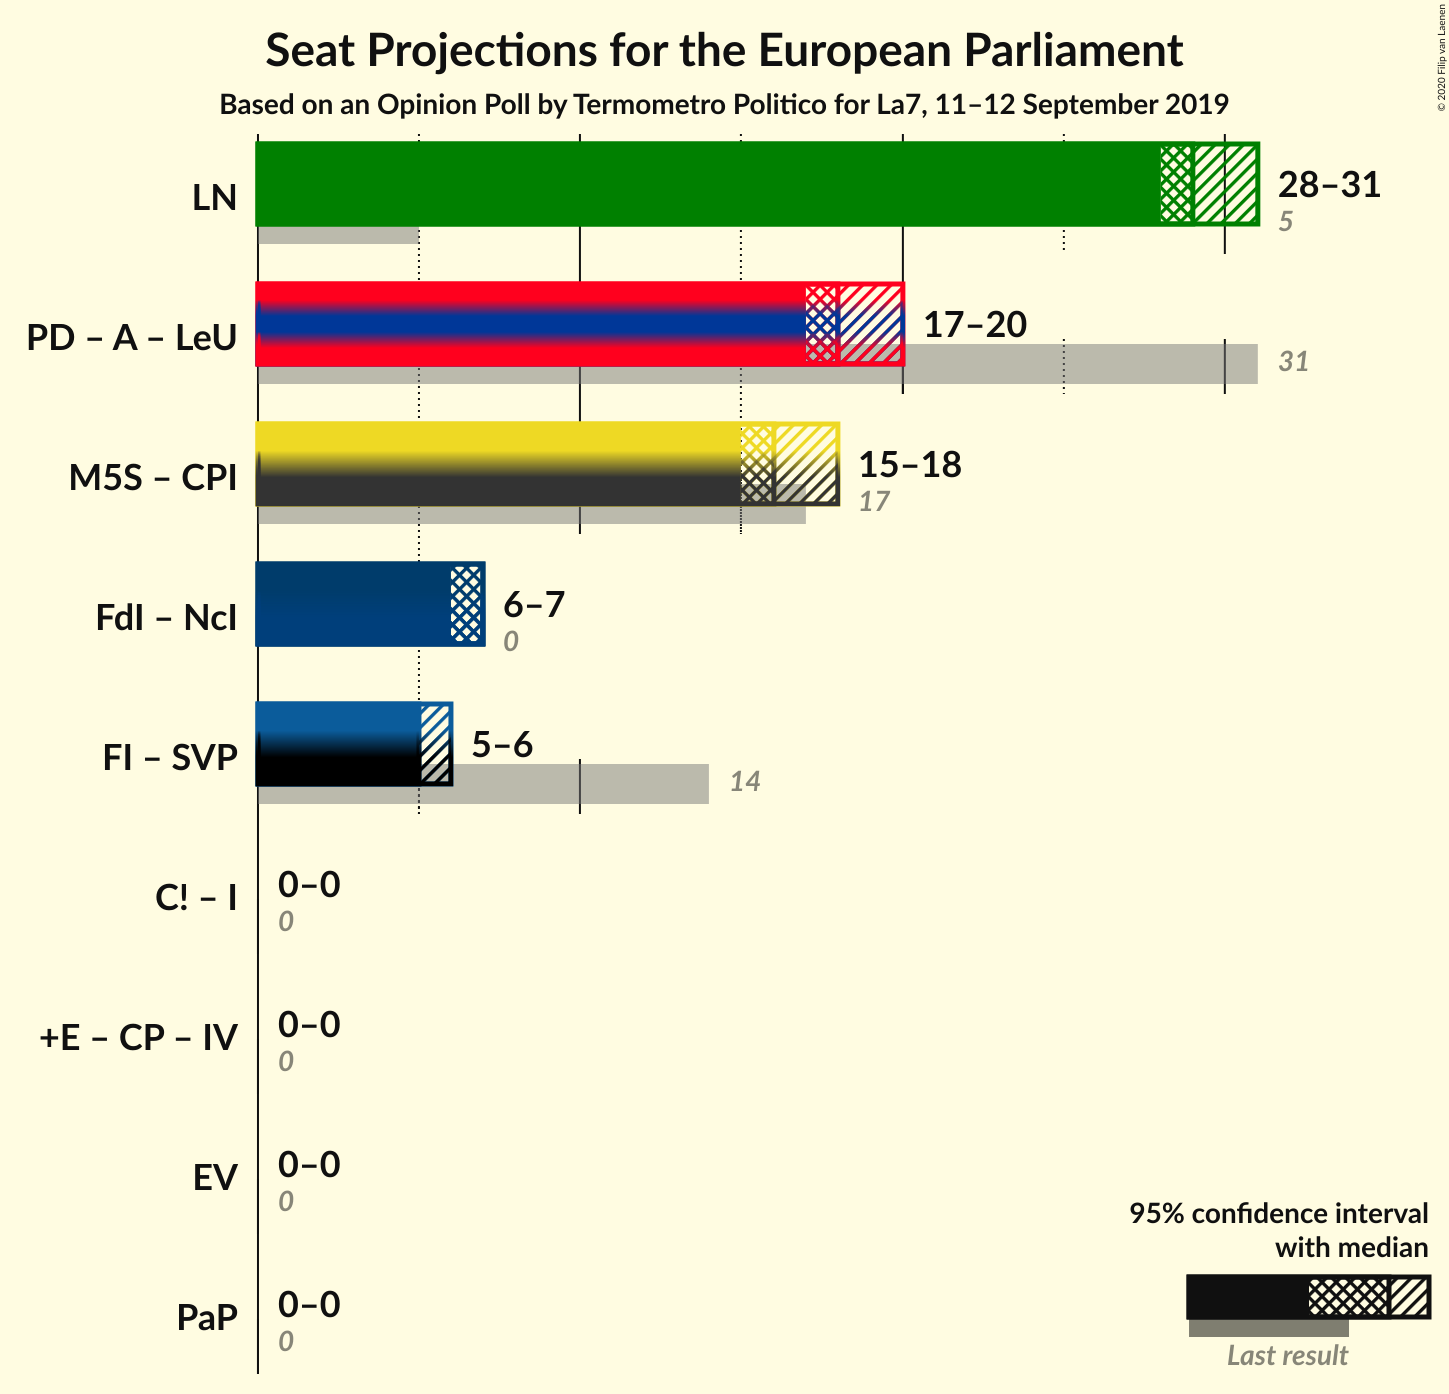 Seat Projections for the European Parliament
Based on an Opinion Poll by Termometro Politico for La7, 11–12 September 2019
© 2020 Filip van Laenen
LN
28–31
5
PD – A – LeU
17–20
31
M5S – CPI
15–18
17
FdI – NcI
6–7
0
FI – SVP
5–6
14
C! – I
0–0
0
+E – CP – IV
0–0
0
EV
0–0
0
PaP
0–0
0
95% confidence interval
with median
Last result